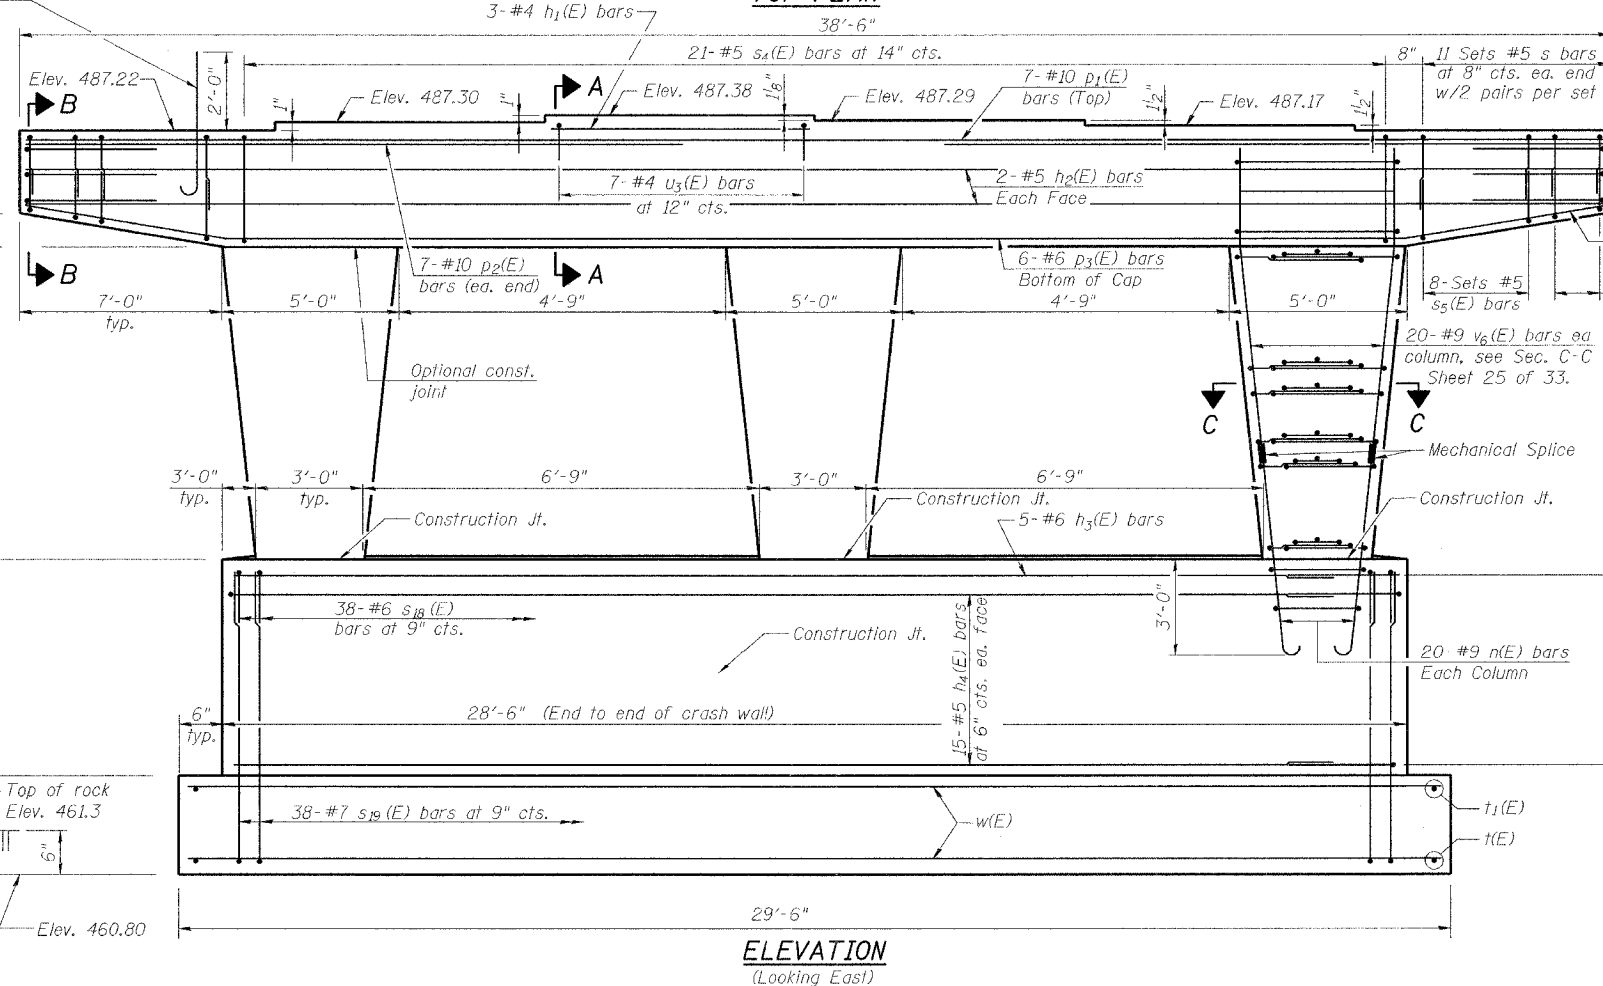 3-#4 h1(E) bars
38'-6"
21-#5 s4(E) bars at 14" cts.
8"
11 Sets #5 s bars
at 8" cts. ea. end
w/2 pairs per set
Elev. 487.22
2'-0"
B
1"
Elev. 487.30
1"
A
Elev. 487.38
1⅛"
Elev. 487.29
7-#10 p1(E)
bars (Top)
1½"
Elev. 487.17
1½"
7-#4 u3(E) bars
at 12" cts.
2-#5 h2(E) bars
Each Face
B
7-#10 p2(E)
bars (ea. end)
A
6-#6 p3(E) bars
Bottom of Cap
7'-0"
typ.
5'-0"
4'-9"
5'-0"
4'-9"
5'-0"
8-Sets #5
s5(E) bars
20-#9 v6(E) bars ea
column, see Sec. C-C
Sheet 25 of 33.
Optional const.
joint
C
C
Mechanical Splice
3'-0"
typ.
3'-0"
typ.
6'-9"
3'-0"
6'-9"
Construction Jt.
Construction Jt.
Construction Jt.
5-#6 h3(E) bars
38-#6 s18(E)
bars at 9" cts.
Construction Jt.
15-#5 h4(E) bars
at 6" cts. ea. face
3'-0"
20 #9 n(E) bars
Each Column
6"
typ.
28'-6" (End to end of crash wall)
Top of rock
Elev. 461.3
6"
38-#7 s19(E) bars at 9" cts.
w(E)
t1(E)
t(E)
Elev. 460.80
29'-6"
ELEVATION
(Looking East)